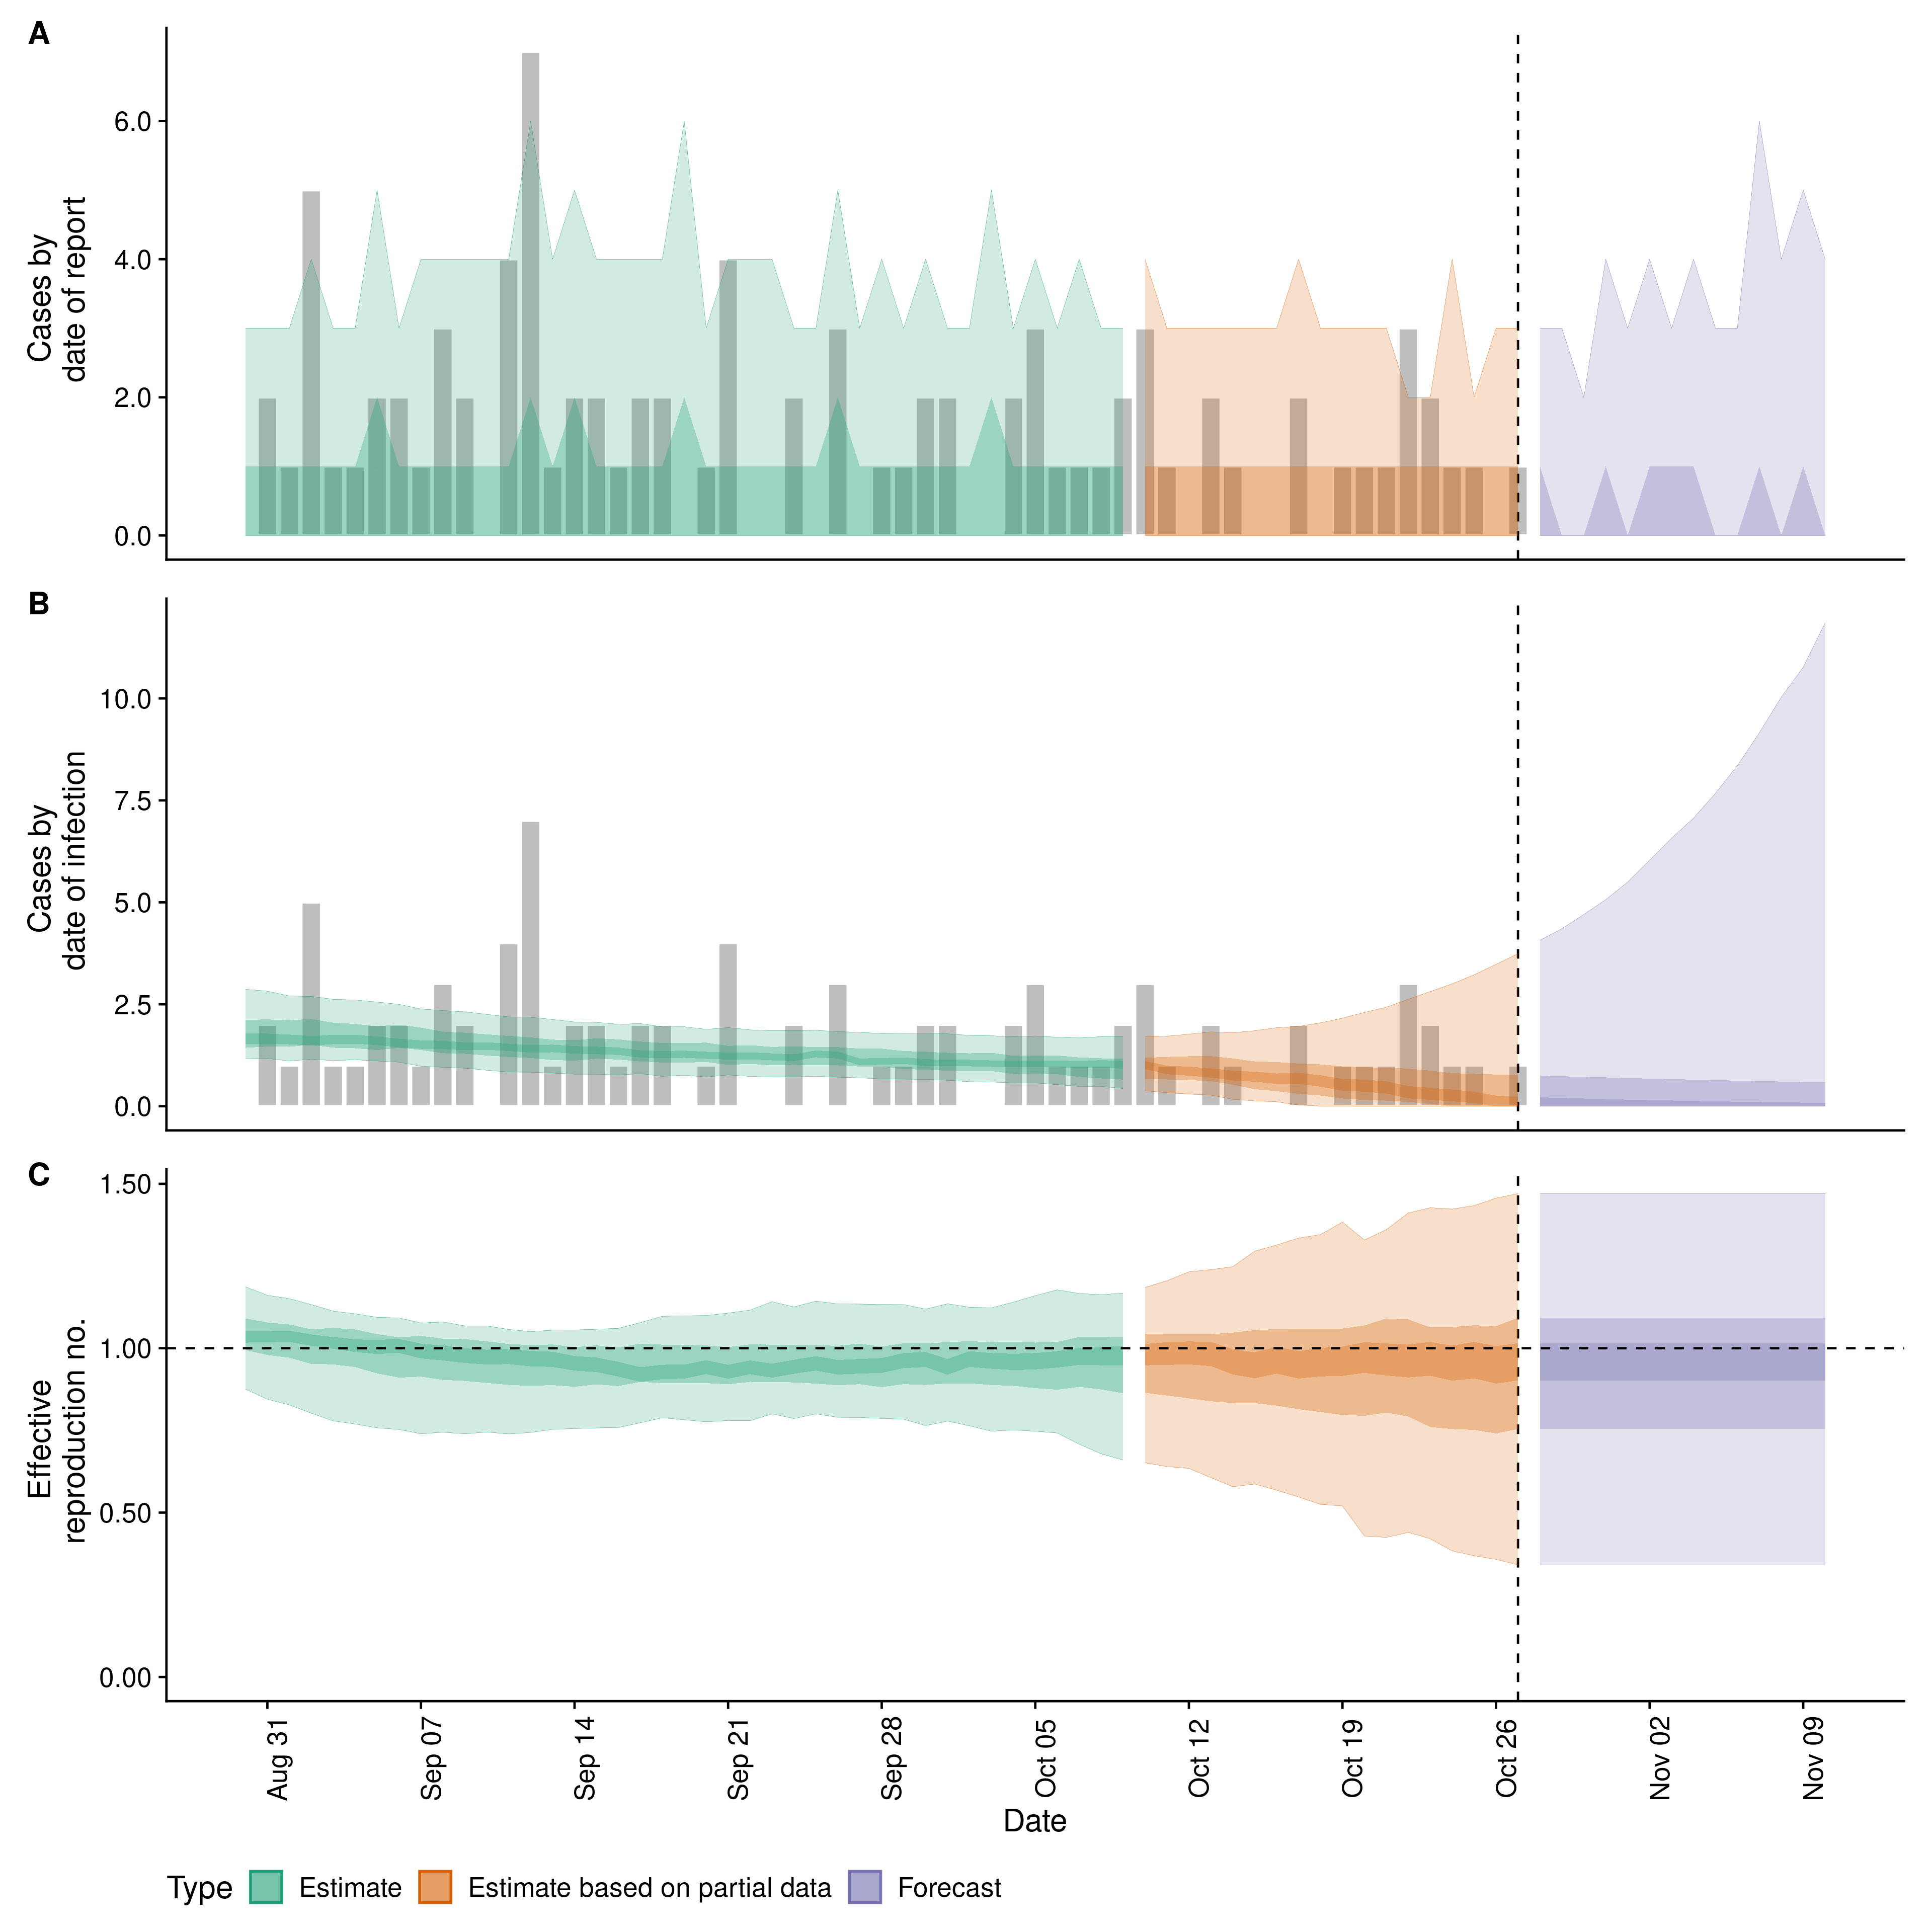 A
Cases by
date of report
6.0
4.0
2.0
0.0
B
Cases by
date of infection
10.0
7.5
5.0
2.5
0.0
C
Effective
reproduction no.
1.50
1.00
0.50
0.00
Aug 31
Sep 07
Sep 14
Sep 21
Sep 28
Oct 05
Oct 12
Oct 19
Oct 26
Nov 02
Nov 09
Date
Type Estimate Estimate based on partial data Forecast